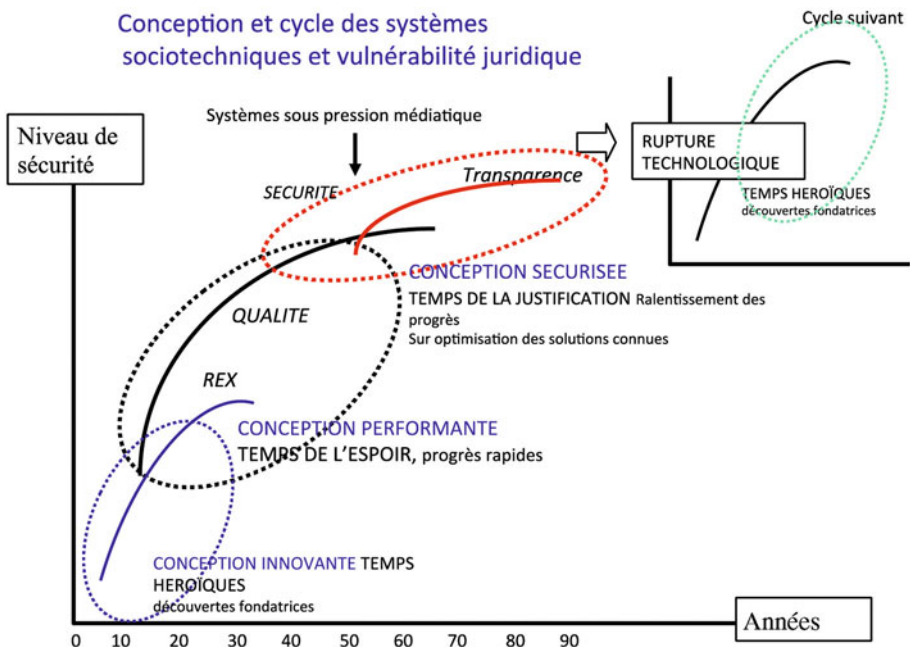 Conception et cycle des systèmes
sociotechniques et vulnérabilité juridique
Cycle suivant
Systèmes sous pression médiatique
Niveau de
sécurité
RUPTURE
TECHNOLOGIQUE
TEMPS HEROÏQUES
découvertes fondatrices
SECURITE
Transparence
CONCEPTION SECURISEE
TEMPS DE LA JUSTIFICATION Ralentissement des
progrès
Sur optimisation des solutions connues
QUALITE
REX
CONCEPTION PERFORMANTE
TEMPS DE L'ESPOIR, progrès rapides
CONCEPTION INNOVANTE TEMPS
HEROÏQUES
découvertes fondatrices
Années
0 10 20 30 40 50 60 70 80 90